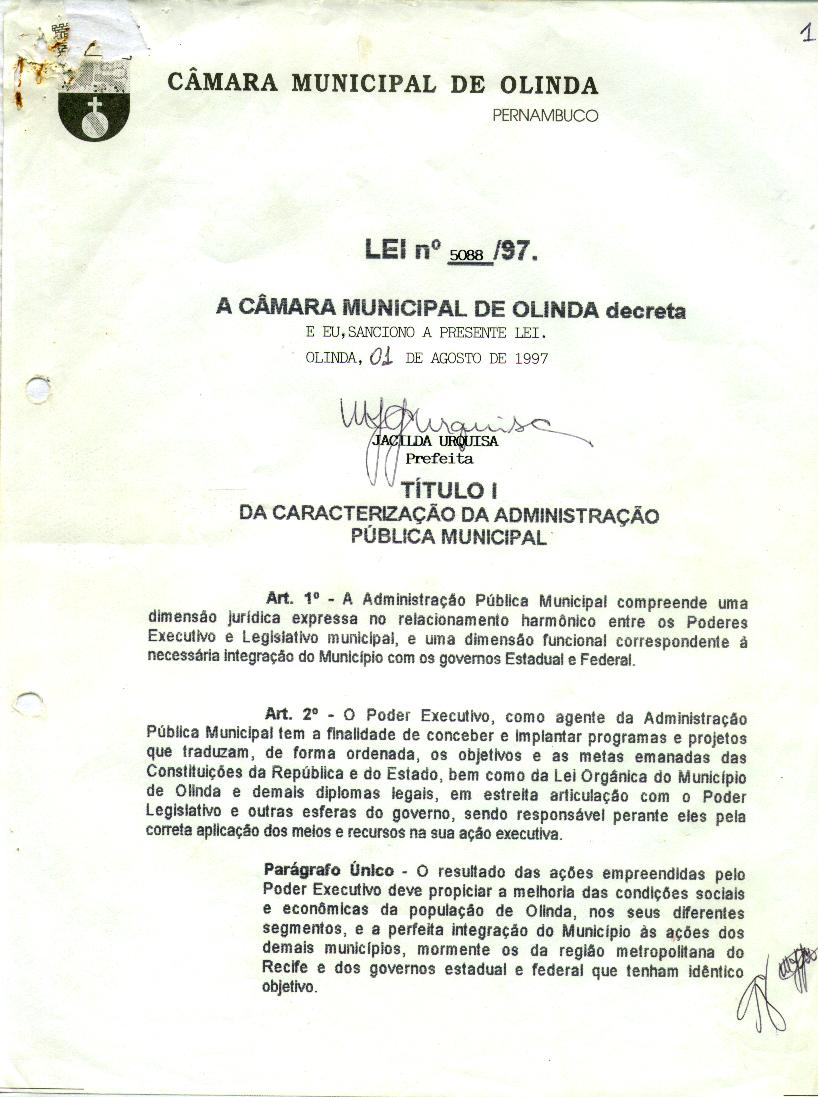 1
CÂMARA MUNICIPAL DE OLINDA
PERNAMBUCO
LEI nº 5088 /97.
A CÂMARA MUNICIPAL DE OLINDA decreta
E EU,SANCIONO A PRESENTE LEI.
OLINDA, 01 DE AGOSTO DE 1997
JACILDA URQUISA
Prefeita
TÍTULO I
DA CARACTERIZAÇÃO DA ADMINISTRAÇÃO
PÚBLICA MUNICIPAL
Art. 1º - A Administração Pública Municipal compreende uma
dimensão jurídica expressa no relacionamento harmônico entre os Poderes
Executivo e Legislativo municipal, e uma dimensão funcional correspondente à
necessária integração do Município com os governos Estadual e Federal.
Art. 2º - O Poder Executivo, como agente da Administração
Pública Municipal tem a finalidade de conceber e implantar programas e projetos
que traduzam, de forma ordenada, os objetivos e as metas emanadas das
Constituições da República e do Estado, bem como da Lei Orgânica do Município
de Olinda e demais diplomas legais, em estreita articulação com o Poder
Legislativo e outras esferas do governo, sendo responsável perante eles pela
correta aplicação dos meios e recursos na sua ação executiva.
Parágrafo Único - O resultado das ações empreendidas pelo
Poder Executivo deve propiciar a melhoria das condições sociais
e econômicas da população de Olinda, nos seus diferentes
segmentos, e a perfeita integração do Município às ações dos
demais municípios, mormente os da região metropolitana do
Recife e dos governos estadual e federal que tenham idêntico
objetivo.